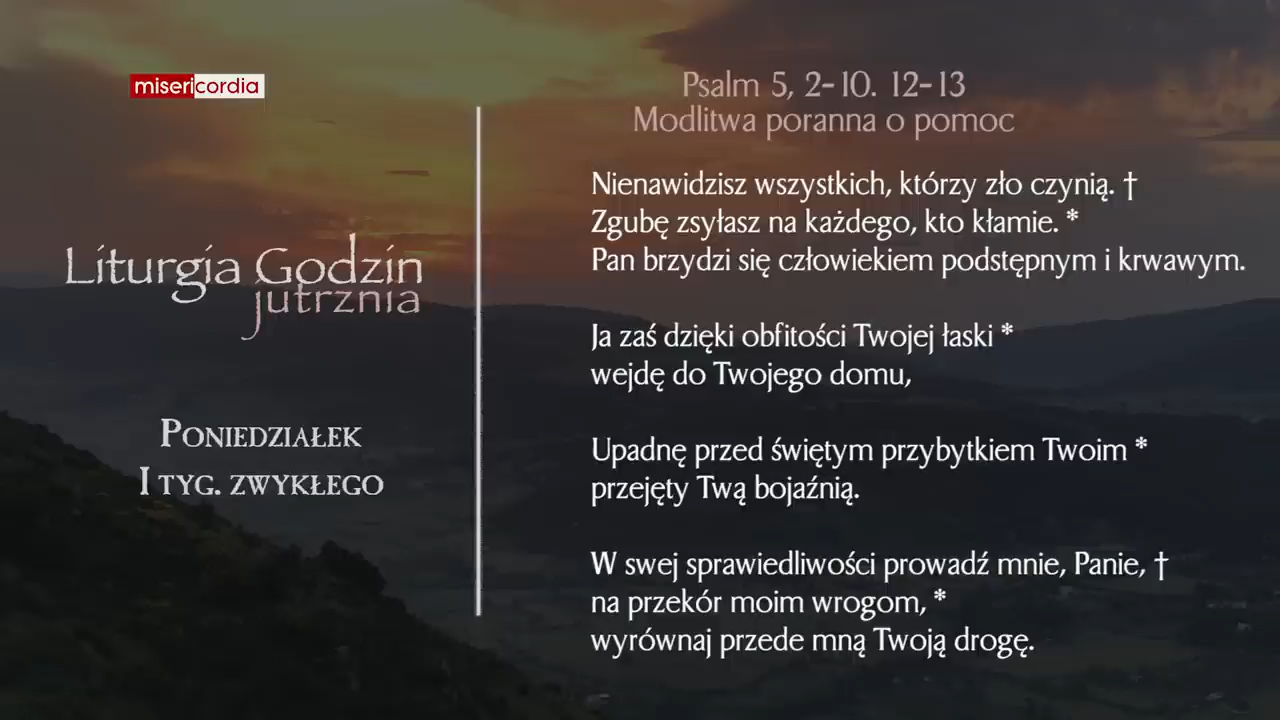 misericordia
Liturgia Godzin
jutrznia
Poniedziałek
I tyg. zwykłego
Psalm 5, 2-10. 12-13
Modlitwa poranna o pomoc
Nienawidzisz wszystkich, którzy zło czynią. †
Zgubę zsyłasz na każdego, kto kłamie. *
Pan brzydzi się człowiekiem podstępnym i krwawym.
Ja zaś dzięki obfitości Twojej łaski *
wejdę do Twojego domu,
Upadnę przed świętym przybytkiem Twoim *
przejęty Twą bojaźnią.
W swej sprawiedliwości prowadź mnie, Panie, †
na przekór moim wrogom, *
wyrównaj przede mną Twoją drogę.